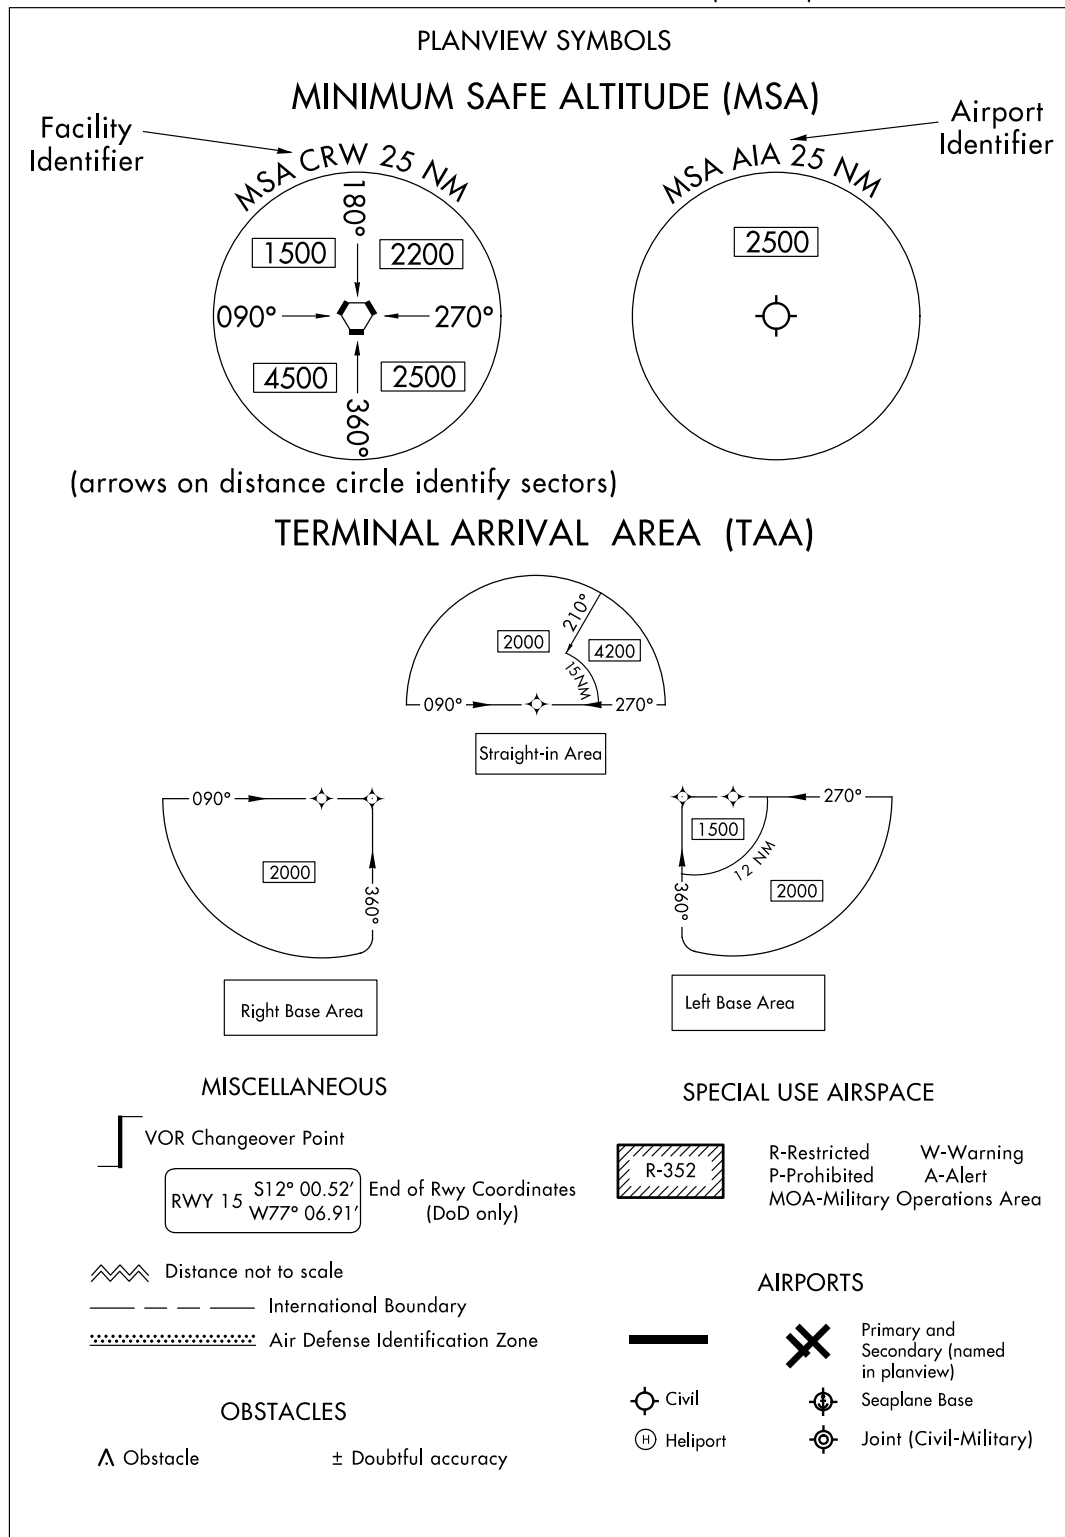 PLANVIEW SYMBOLS
MINIMUM SAFE ALTITUDE (MSA)
Facility
Identifier
MSA CRW 25 NM
180°
1500
2200
090°
270°
4500
2500
360°
Airport
Identifier
MSA AIA 25 NM
2500
(arrows on distance circle identify sectors)
TERMINAL ARRIVAL AREA (TAA)
210°
2000
4200
15NM
090°
270°
Straight-in Area
090°
2000
360°
Right Base Area
270°
1500
12 NM
2000
360°
Left Base Area
MISCELLANEOUS
VOR Changeover Point
RWY 15 S12° 00.52'
W77° 06.91'
End of Rwy Coordinates
(DoD only)
Distance not to scale
International Boundary
Air Defense Identification Zone
OBSTACLES
Obstacle
± Doubtful accuracy
SPECIAL USE AIRSPACE
R-352
R-Restricted W-Warning
P-Prohibited A-Alert
MOA-Military Operations Area
AIRPORTS
Primary and
Secondary (named
in planview)
Civil
Seaplane Base
H Heliport
Joint (Civil-Military)